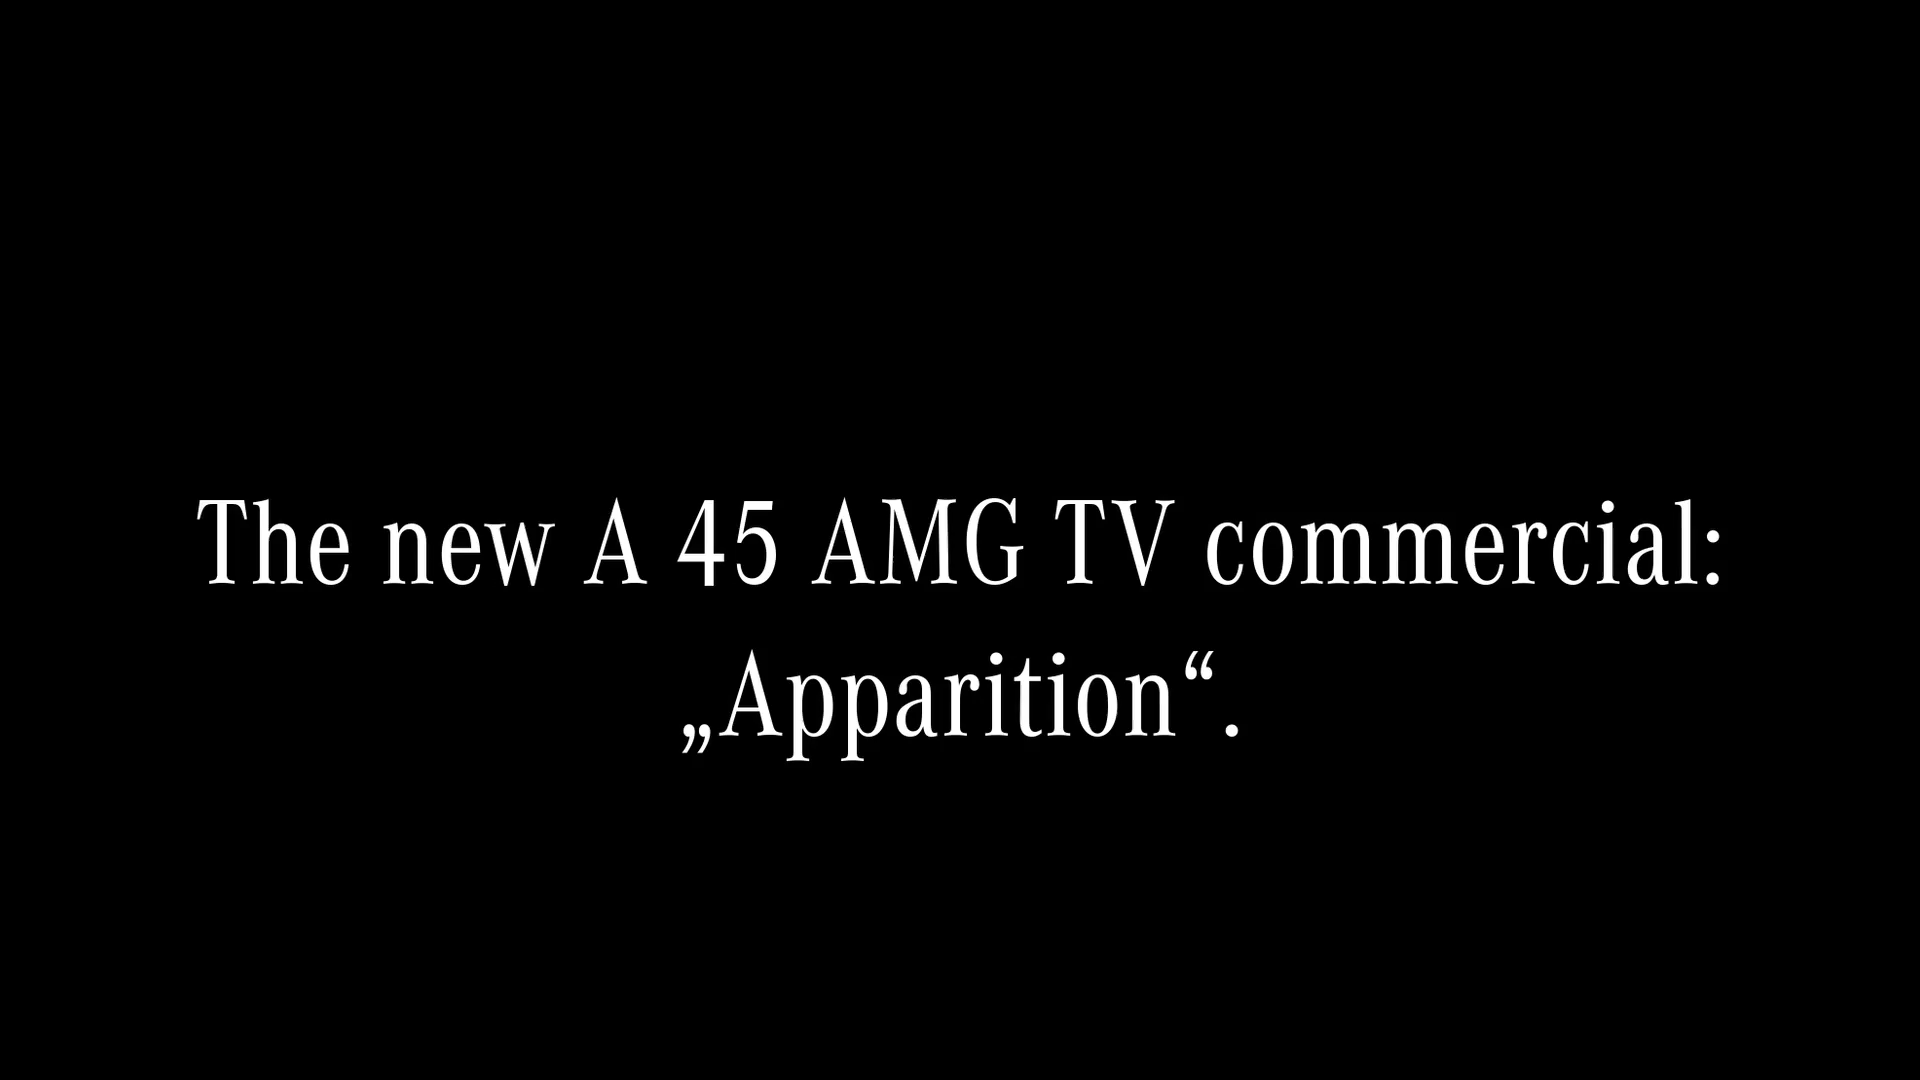 The new A 45 AMG TV commercial:
„Apparition“.